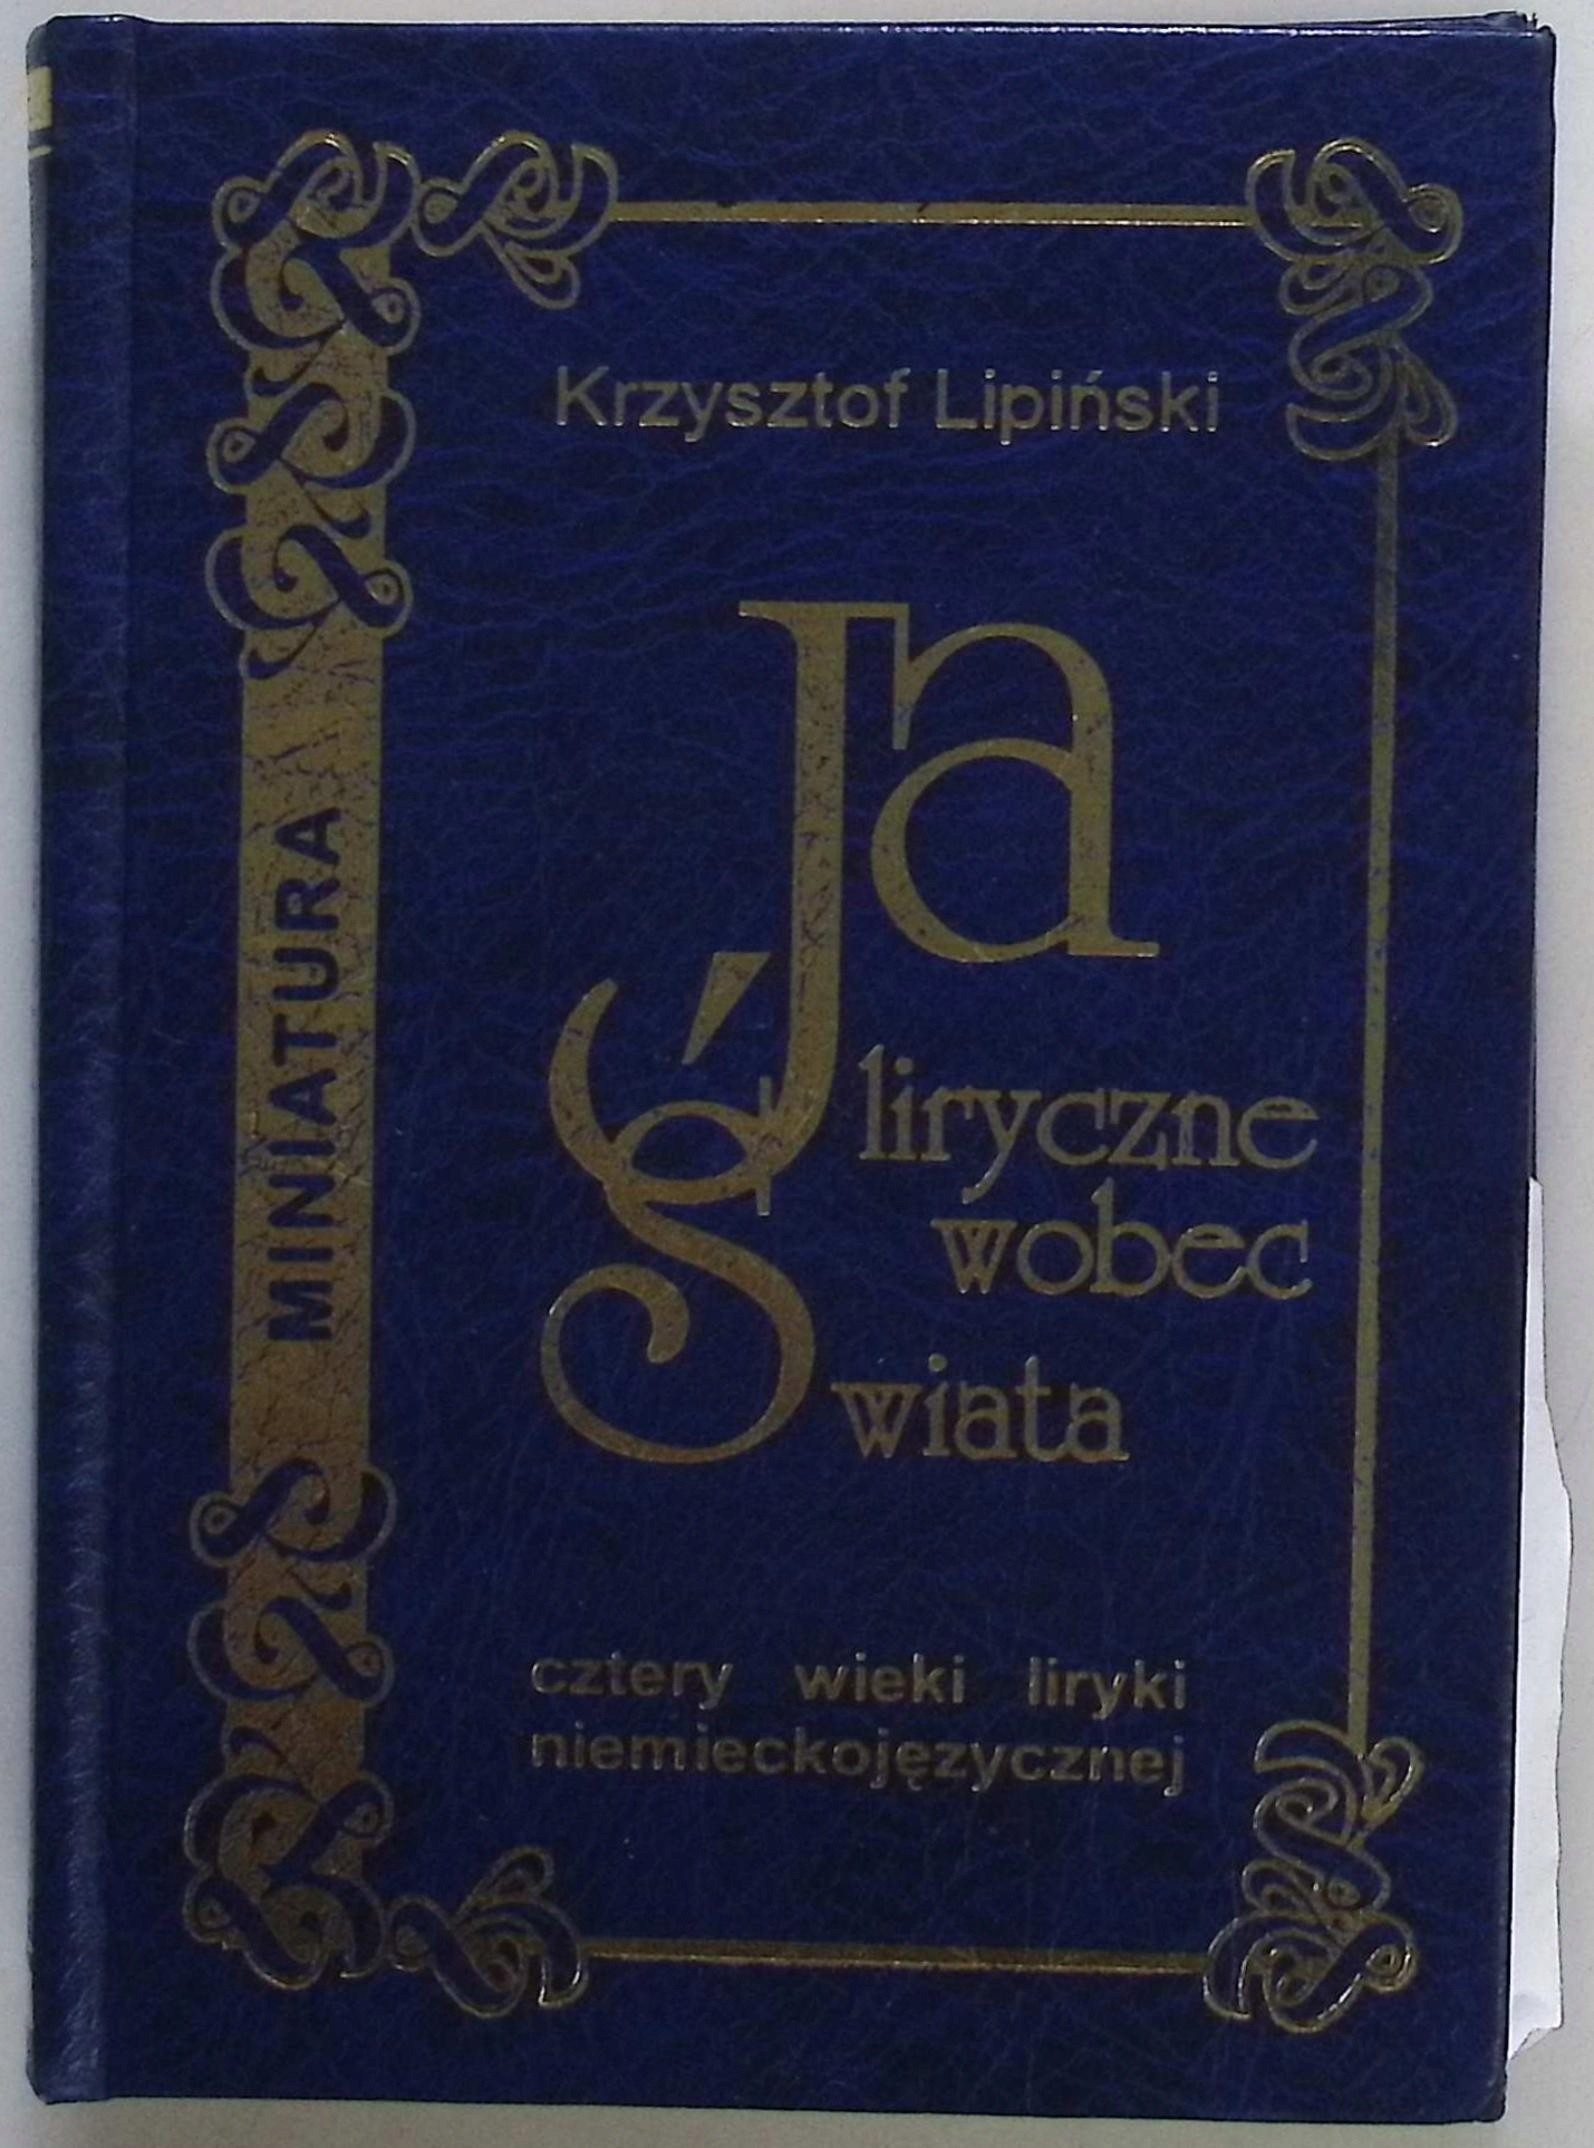 Krzysztof Lipiński
Ja
liryczne
wobec
Świata
cztery wieki liryki
niemieckojęzycznej
MINIATURA